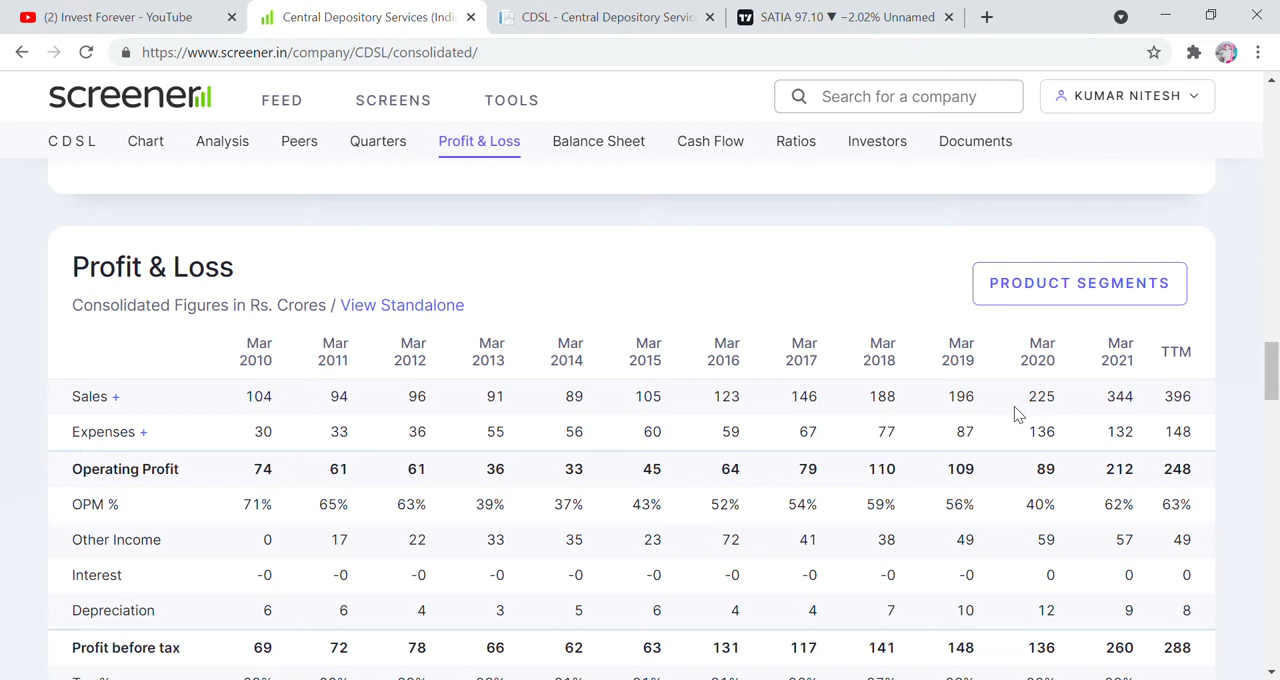 (2) Invest Forever - YouTube
Central Depository Services (Indi
CDSL - Central Depository Servic
SATIA 97.10 ▼ −2.02% Unnamed
https://www.screener.in/company/CDSL/consolidated/
screener
FEED
SCREENS
TOOLS
Search for a company
KUMAR NITESH
C D S L
Chart
Analysis
Peers
Quarters
Profit & Loss
Balance Sheet
Cash Flow
Ratios
Investors
Documents
Profit & Loss
PRODUCT SEGMENTS
Consolidated Figures in Rs. Crores / View Standalone
Mar 2010 Mar 2011 Mar 2012 Mar 2013 Mar 2014 Mar 2015 Mar 2016 Mar 2017 Mar 2018 Mar 2019 Mar 2020 Mar 2021 TTM
Sales + 104 94 96 91 89 105 123 146 188 196 225 344 396
Expenses + 30 33 36 55 56 60 59 67 77 87 136 132 148
Operating Profit 74 61 61 36 33 45 64 79 110 109 89 212 248
OPM % 71% 65% 63% 39% 37% 43% 52% 54% 59% 56% 40% 62% 63%
Other Income 0 17 22 33 35 23 72 41 38 49 59 57 49
Interest -0 -0 -0 -0 -0 -0 -0 -0 -0 -0 0 0 0
Depreciation 6 6 4 3 5 6 4 4 7 10 12 9 8
Profit before tax 69 72 78 66 62 63 131 117 141 148 136 260 288